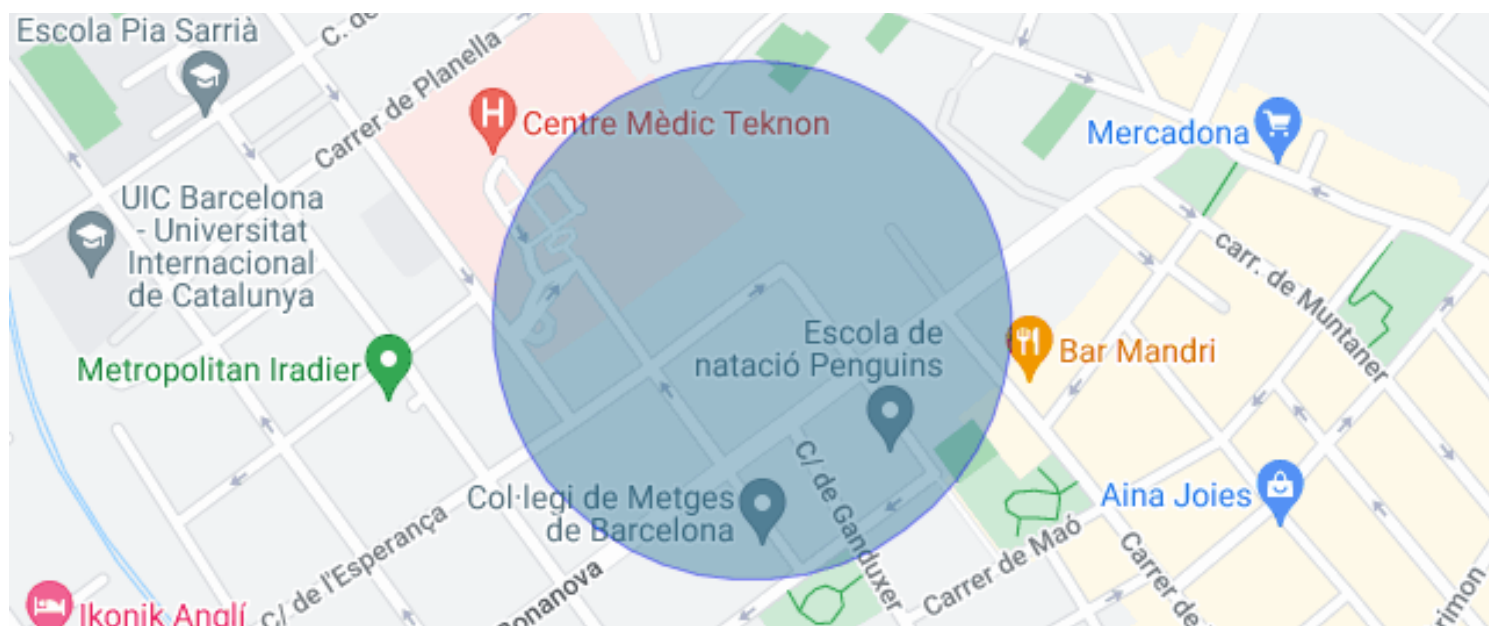 Escola Pia Sarrià
C. de
Carrer de Planella
Centre Mèdic Teknon
Mercadona
UIC Barcelona
- Universitat
Internacional
de Catalunya
carr. de Muntaner
Metropolitan Iradier
Escola de
natació Penguins
Bar Mandri
C/ de Ganduxer
Col·legi de Metges
de Barcelona
Aina Joies
C/ de l'Esperança
Carrer de Maó
Carrer de
Ikonik Anglí